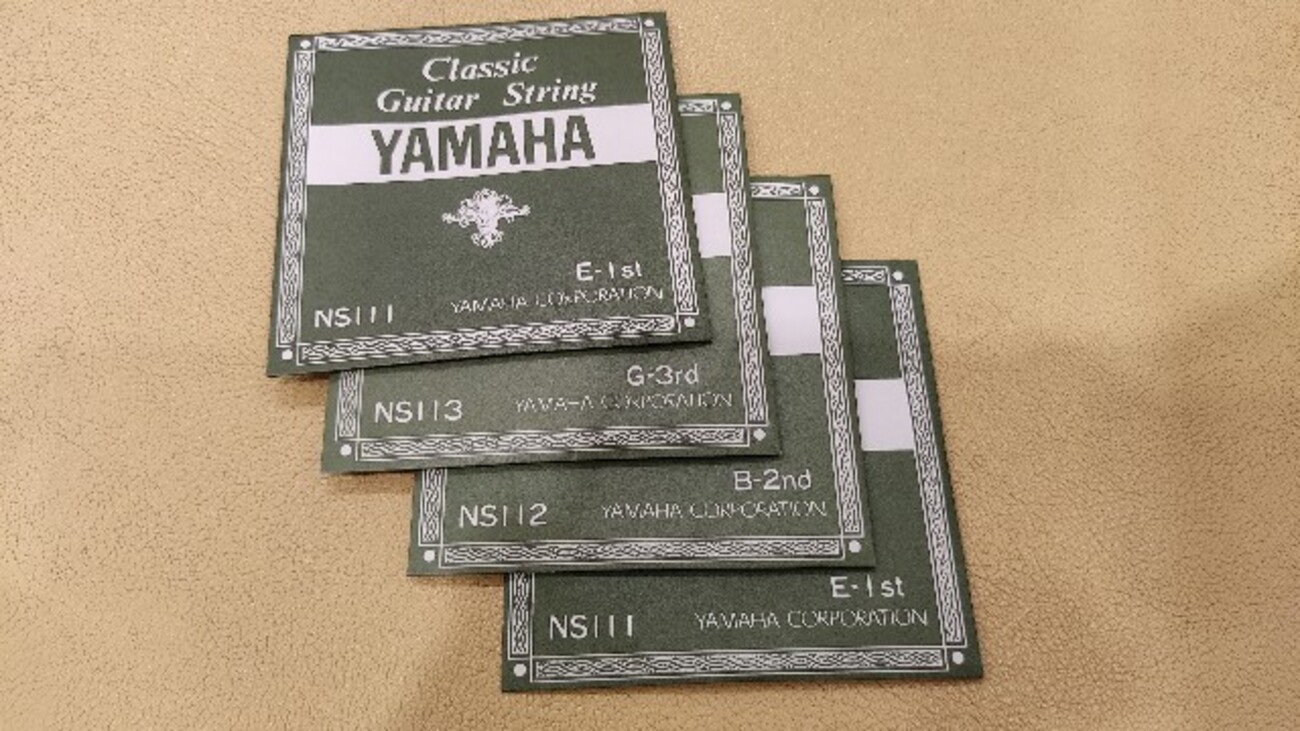 Classic
Guitar String
YAMAHA
E-1st
NS111 YAMAHA CORPORATION
G-3rd
NS113 YAMAHA CORPORATION
B-2nd
NS112 YAMAHA CORPORATION
E-1st
NS111 YAMAHA CORPORATION